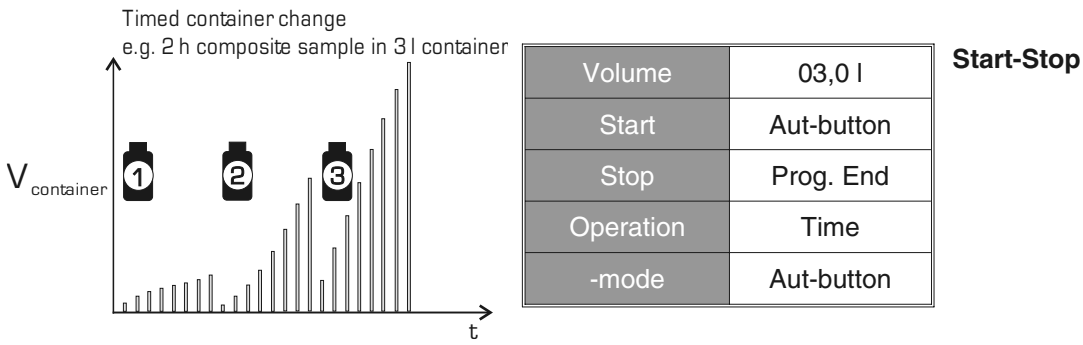 Timed container change
e.g. 2 h composite sample in 3 l container
V container
1 2 3
t
Volume 03,0 l
Start Aut-button
Stop Prog. End
Operation Time
-mode Aut-button
Start-Stop